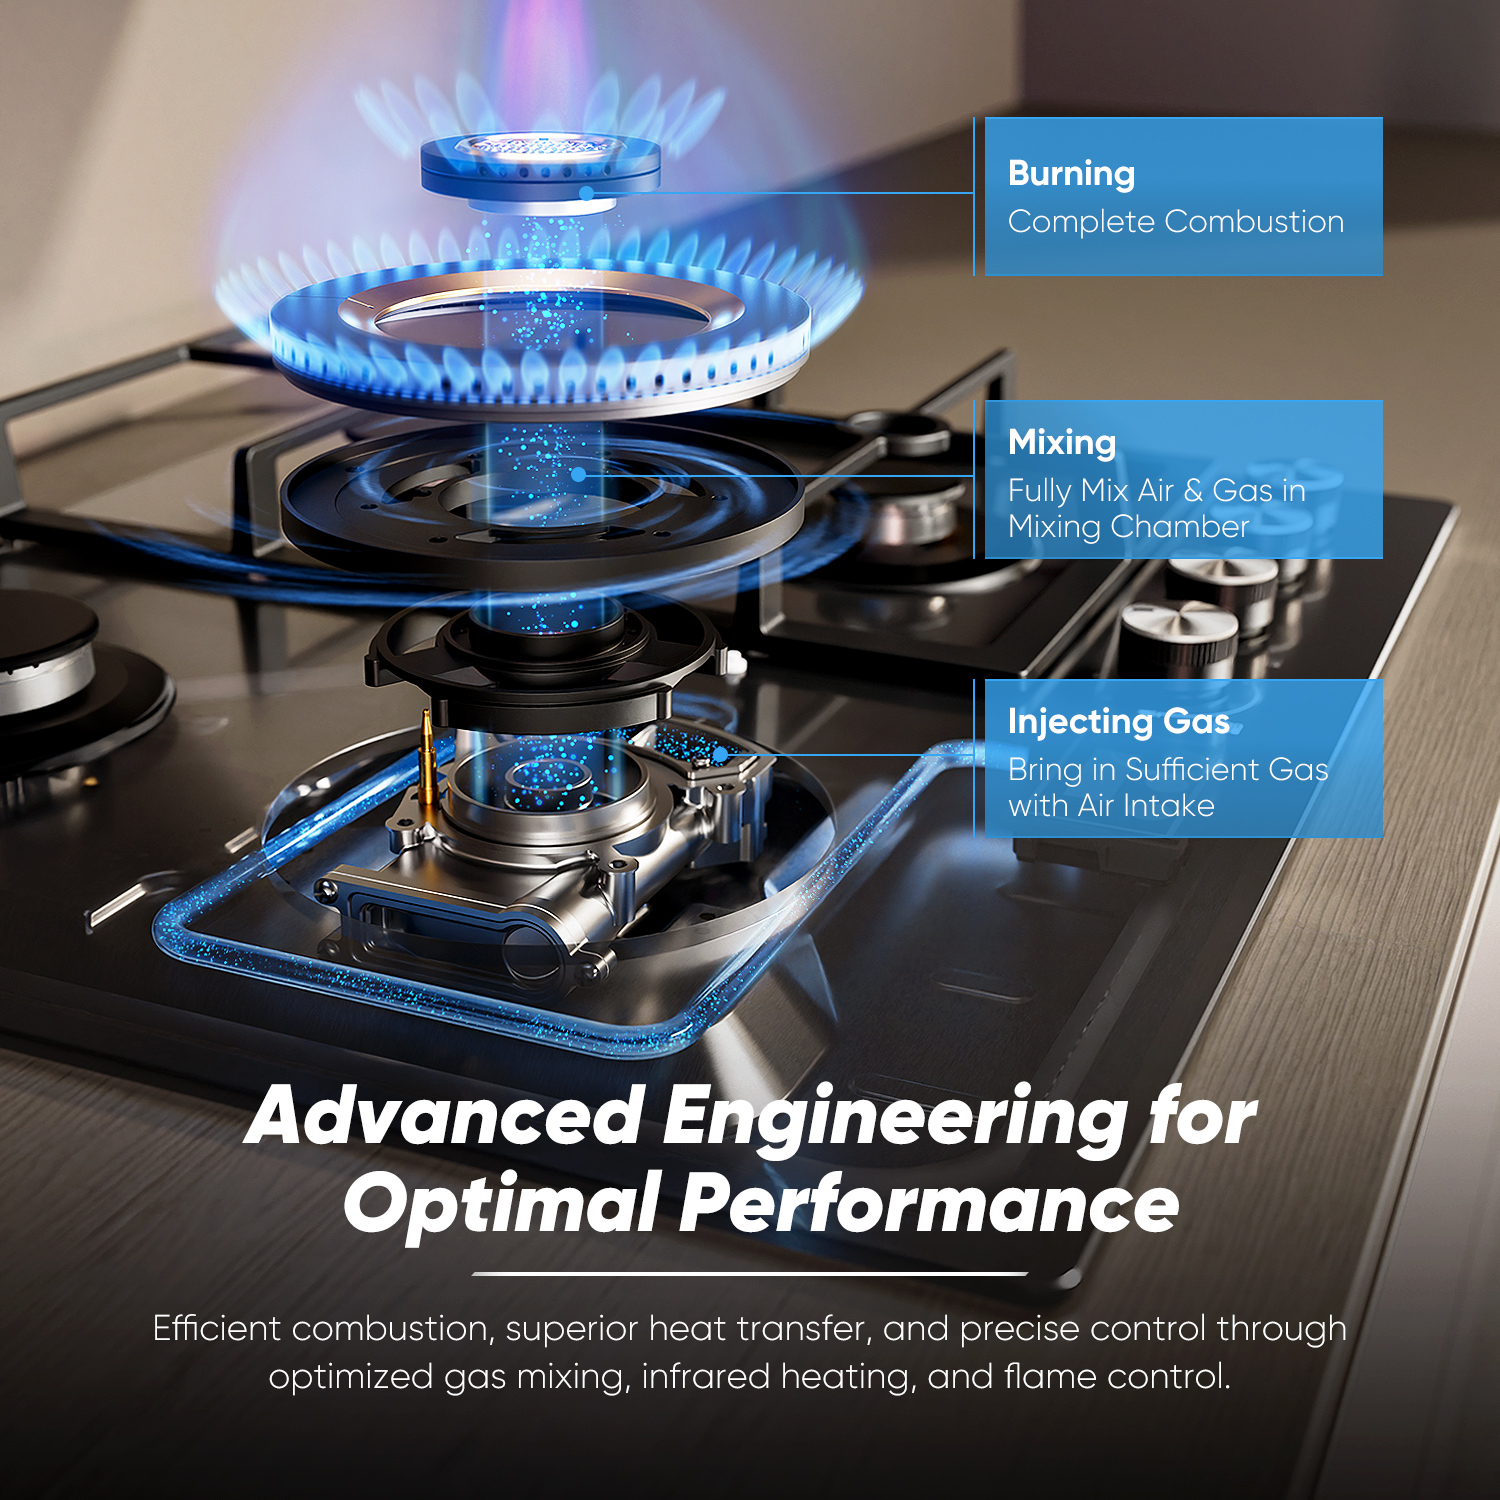 Burning
Complete Combustion
Mixing
Fully Mix Air & Gas in
Mixing Chamber
Injecting Gas
Bring in Sufficient Gas
with Air Intake
Advanced Engineering for
Optimal Performance
Efficient combustion, superior heat transfer, and precise control through
optimized gas mixing, infrared heating, and flame control.